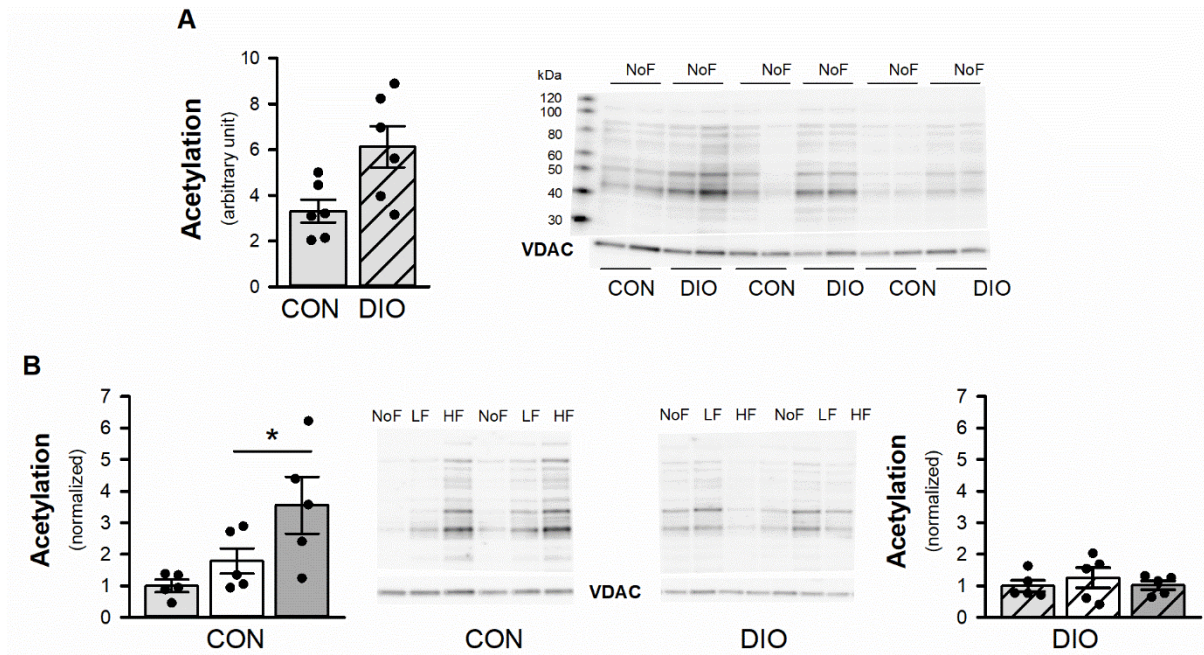 A
Acetylation
(arbitrary unit)
10
8
6
4
2
0
CON DIO
kDa
NoF NoF NoF NoF NoF NoF
120
100
80
60
50
40
30
VDAC
CON DIO CON DIO CON DIO
B
Acetylation
(normalized)
7
6
5
4
3
2
1
0
*
CON
NoF LF HF NoF LF HF
CON
VDAC
NoF LF HF NoF LF HF
DIO
Acetylation
(normalized)
7
6
5
4
3
2
1
0
DIO